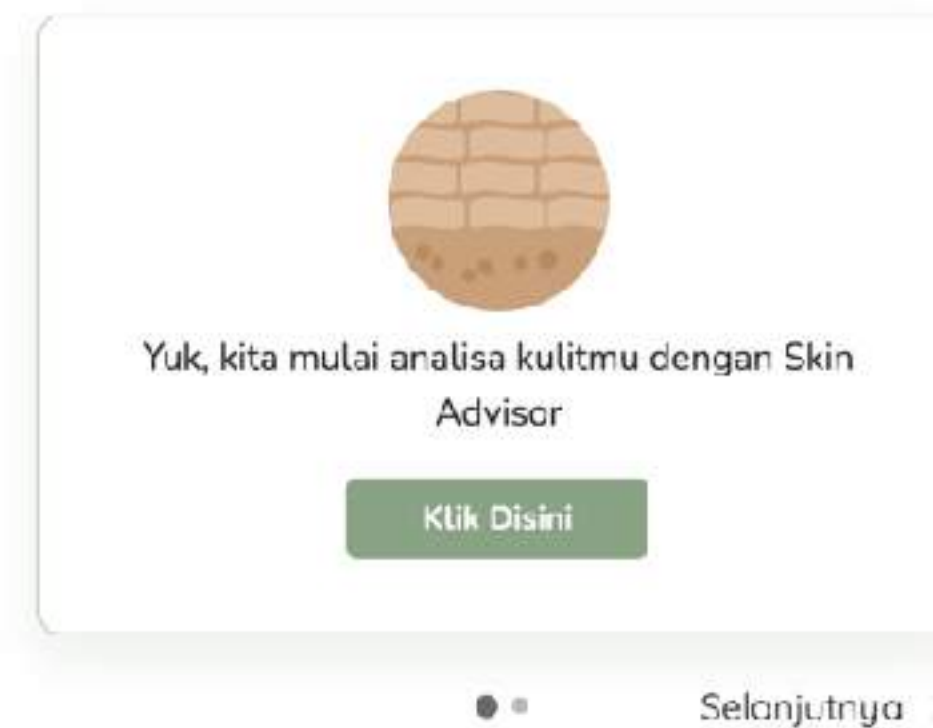 Yuk, kita mulai analisa kulitmu dengan Skin
Advisor
Klik Disini
Selanjutnya